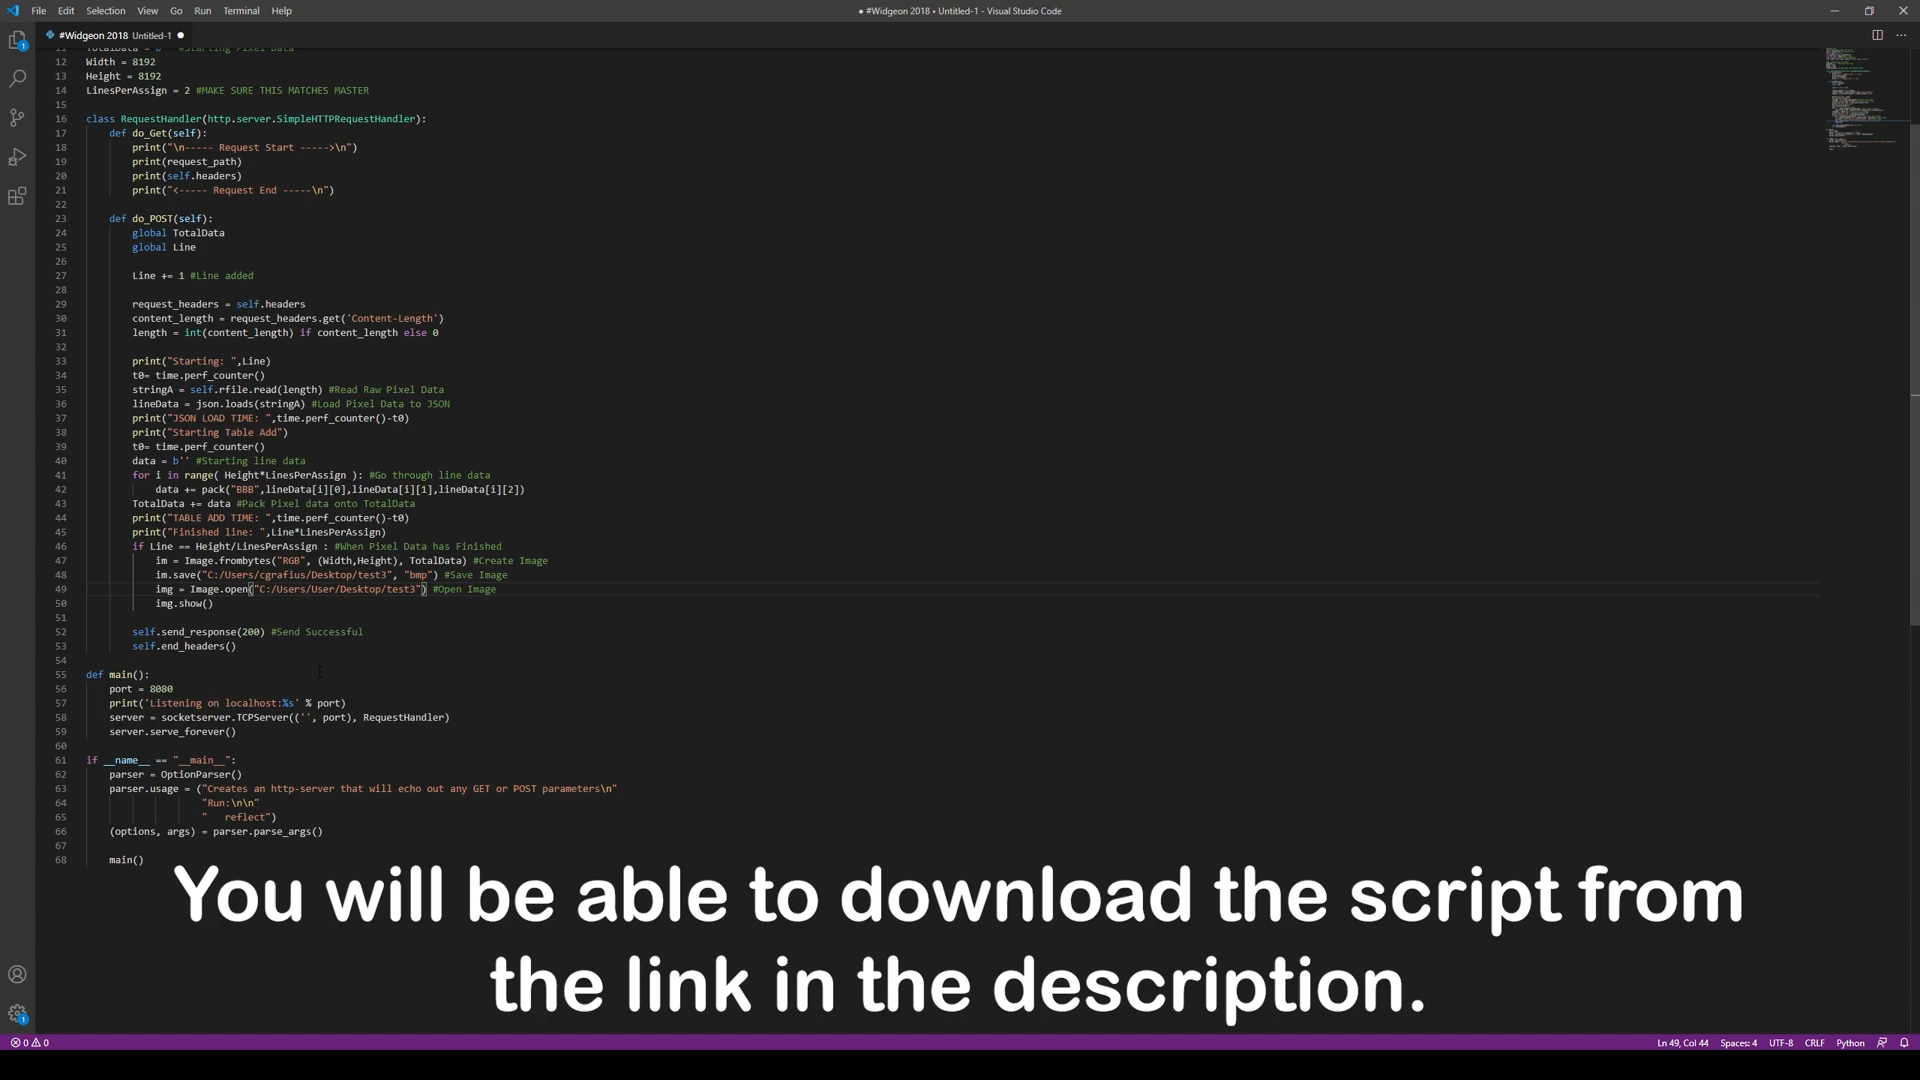 File Edit Selection View Go Run Terminal Help
● #Widgeon 2018 • Untitled-1 - Visual Studio Code
#Widgeon 2018 Untitled-1 ●
11 TotalData = b'' #Starting Pixel Data
12 Width = 8192
13 Height = 8192
14 LinesPerAssign = 2 #MAKE SURE THIS MATCHES MASTER
15
16 class RequestHandler(http.server.SimpleHTTPRequestHandler):
17 def do_Get(self):
18 print("\n----- Request Start ----->\n")
19 print(request_path)
20 print(self.headers)
21 print("<----- Request End -----\n")
22
23 def do_POST(self):
24 global TotalData
25 global Line
26
27 Line += 1 #Line added
28
29 request_headers = self.headers
30 content_length = request_headers.get('Content-Length')
31 length = int(content_length) if content_length else 0
32
33 print("Starting: ",Line)
34 t0= time.perf_counter()
35 stringA = self.rfile.read(length) #Read Raw Pixel Data
36 lineData = json.loads(stringA) #Load Pixel Data to JSON
37 print("JSON LOAD TIME: ",time.perf_counter()-t0)
38 print("Starting Table Add")
39 t0= time.perf_counter()
40 data = b'' #Starting line data
41 for i in range( Height*LinesPerAssign ): #Go through line data
42 data += pack("BBB",lineData[i][0],lineData[i][1],lineData[i][2])
43 TotalData += data #Pack Pixel data onto TotalData
44 print("TABLE ADD TIME: ",time.perf_counter()-t0)
45 print("Finished line: ",Line*LinesPerAssign)
46 if Line == Height/LinesPerAssign : #When Pixel Data has Finished
47 im = Image.frombytes("RGB", (Width,Height), TotalData) #Create Image
48 im.save("C:/Users/cgrafius/Desktop/test3", "bmp") #Save Image
49 img = Image.open("C:/Users/User/Desktop/test3") #Open Image
50 img.show()
51
52 self.send_response(200) #Send Successful
53 self.end_headers()
54
55 def main():
56 port = 8080
57 print('Listening on localhost:%s' % port)
58 server = socketserver.TCPServer(('', port), RequestHandler)
59 server.serve_forever()
60
61 if __name__ == "__main__":
62 parser = OptionParser()
63 parser.usage = ("Creates an http-server that will echo out any GET or POST parameters\n"
64 "Run:\n\n"
65 "   reflect")
66 (options, args) = parser.parse_args()
67
68 main()
You will be able to download the script from
the link in the description.
0 0
Ln 49, Col 44 Spaces: 4 UTF-8 CRLF Python